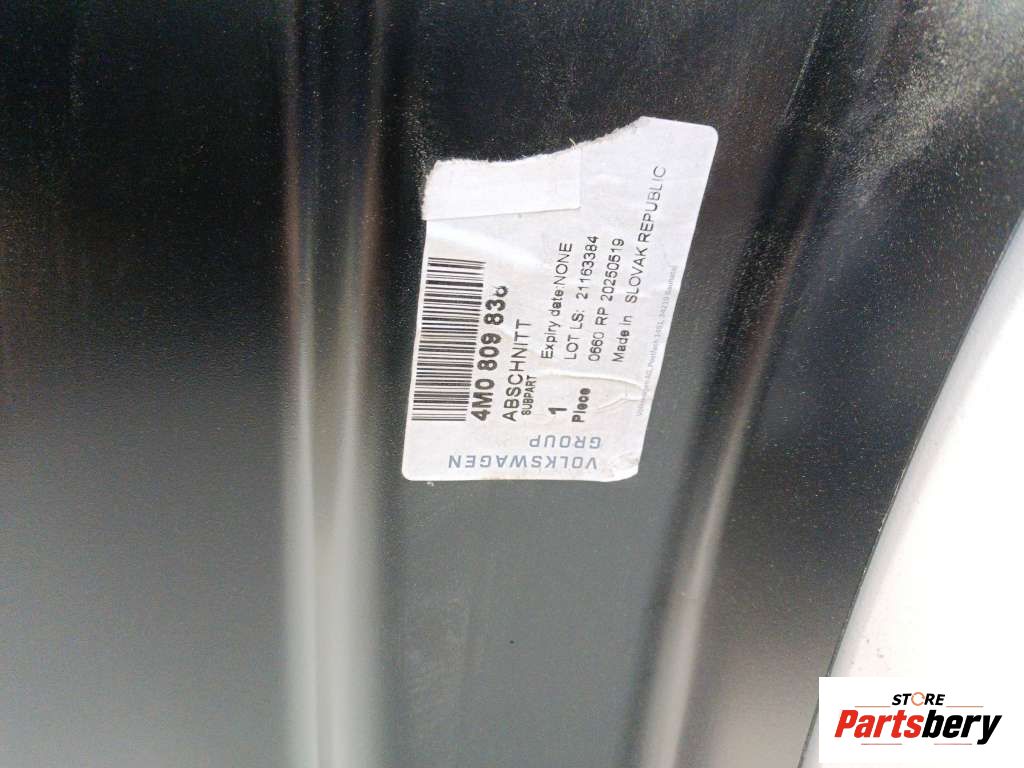 4M0 809 838
ABSCHNITT
SUBPART
1
Piece
Expiry date:NONE
LOT LS: 21163384
0660 RP 20250519
Made in SLOVAK REPUBLIC
VOLKSWAGEN
GROUP
STORE
Partsbery